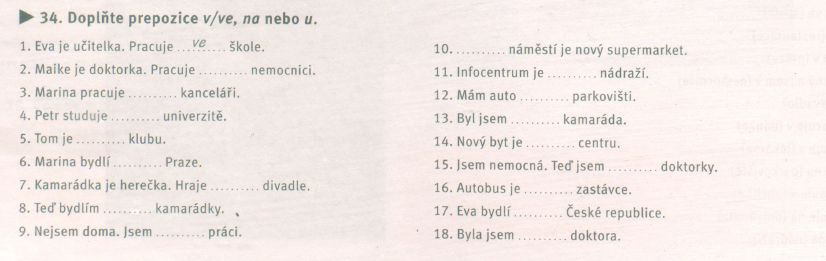 ▶ 34. Doplňte prepozice v/ve, na nebo u.
1. Eva je učitelka. Pracuje ...ve.... škole.
2. Maike je doktorka. Pracuje .......... nemocnici.
3. Marina pracuje .......... kanceláři.
4. Petr studuje .......... univerzitě.
5. Tom je .......... klubu.
6. Marina bydlí .......... Praze.
7. Kamarádka je herečka. Hraje .......... divadle.
8. Teď bydlím .......... kamarádky.
9. Nejsem doma. Jsem .......... práci.
10. .......... náměstí je nový supermarket.
11. Infocentrum je .......... nádraží.
12. Mám auto .......... parkovišti.
13. Byl jsem .......... kamaráda.
14. Nový byt je .......... centru.
15. Jsem nemocná. Teď jsem .......... doktorky.
16. Autobus je .......... zastávce.
17. Eva bydlí .......... České republice.
18. Byla jsem .......... doktora.